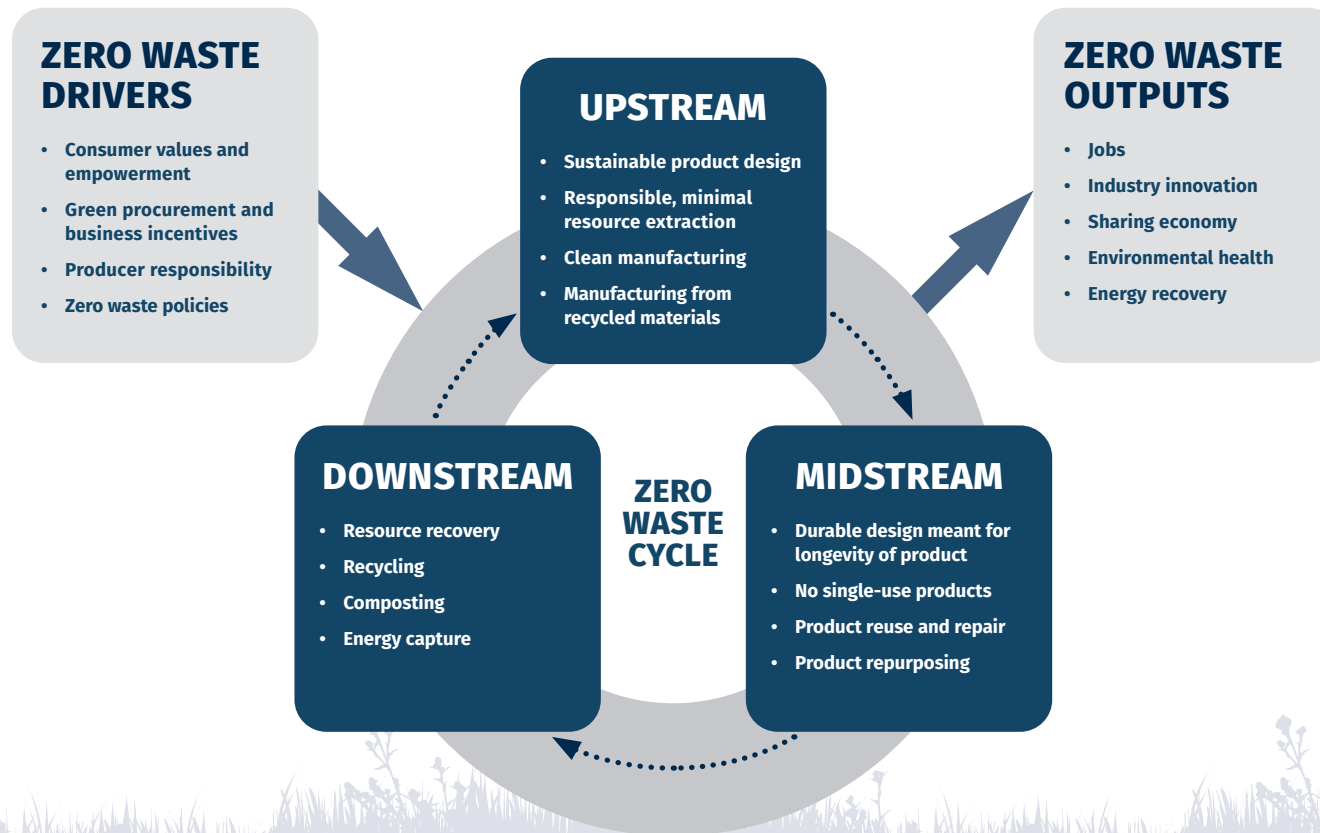 ZERO WASTE
DRIVERS
• Consumer values and
empowerment
• Green procurement and
business incentives
• Producer responsibility
• Zero waste policies
UPSTREAM
• Sustainable product design
• Responsible, minimal
resource extraction
• Clean manufacturing
• Manufacturing from
recycled materials
ZERO WASTE
OUTPUTS
• Jobs
• Industry innovation
• Sharing economy
• Environmental health
• Energy recovery
DOWNSTREAM
• Resource recovery
• Recycling
• Composting
• Energy capture
ZERO
WASTE
CYCLE
MIDSTREAM
• Durable design meant for
longevity of product
• No single-use products
• Product reuse and repair
• Product repurposing